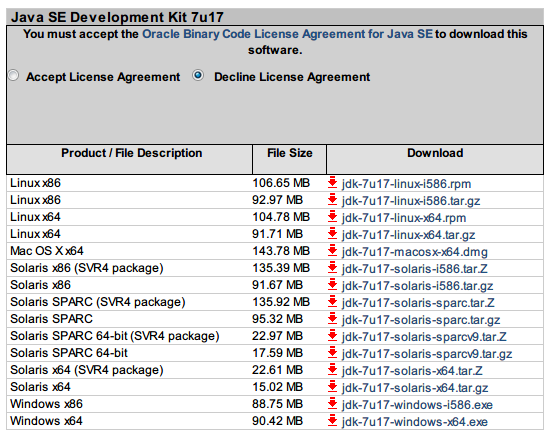 Java SE Development Kit 7u17
You must accept the Oracle Binary Code License Agreement for Java SE to download this
software.
Accept License Agreement Decline License Agreement
Product / File Description File Size Download
Linux x86 106.65 MB jdk-7u17-linux-i586.rpm
Linux x86 92.97 MB jdk-7u17-linux-i586.tar.gz
Linux x64 104.78 MB jdk-7u17-linux-x64.rpm
Linux x64 91.71 MB jdk-7u17-linux-x64.tar.gz
Mac OS X x64 143.78 MB jdk-7u17-macosx-x64.dmg
Solaris x86 (SVR4 package) 135.39 MB jdk-7u17-solaris-i586.tar.Z
Solaris x86 91.67 MB jdk-7u17-solaris-i586.tar.gz
Solaris SPARC (SVR4 package) 135.92 MB jdk-7u17-solaris-sparc.tar.Z
Solaris SPARC 95.32 MB jdk-7u17-solaris-sparc.tar.gz
Solaris SPARC 64-bit (SVR4 package) 22.97 MB jdk-7u17-solaris-sparcv9.tar.Z
Solaris SPARC 64-bit 17.59 MB jdk-7u17-solaris-sparcv9.tar.gz
Solaris x64 (SVR4 package) 22.61 MB jdk-7u17-solaris-x64.tar.Z
Solaris x64 15.02 MB jdk-7u17-solaris-x64.tar.gz
Windows x86 88.75 MB jdk-7u17-windows-i586.exe
Windows x64 90.42 MB jdk-7u17-windows-x64.exe